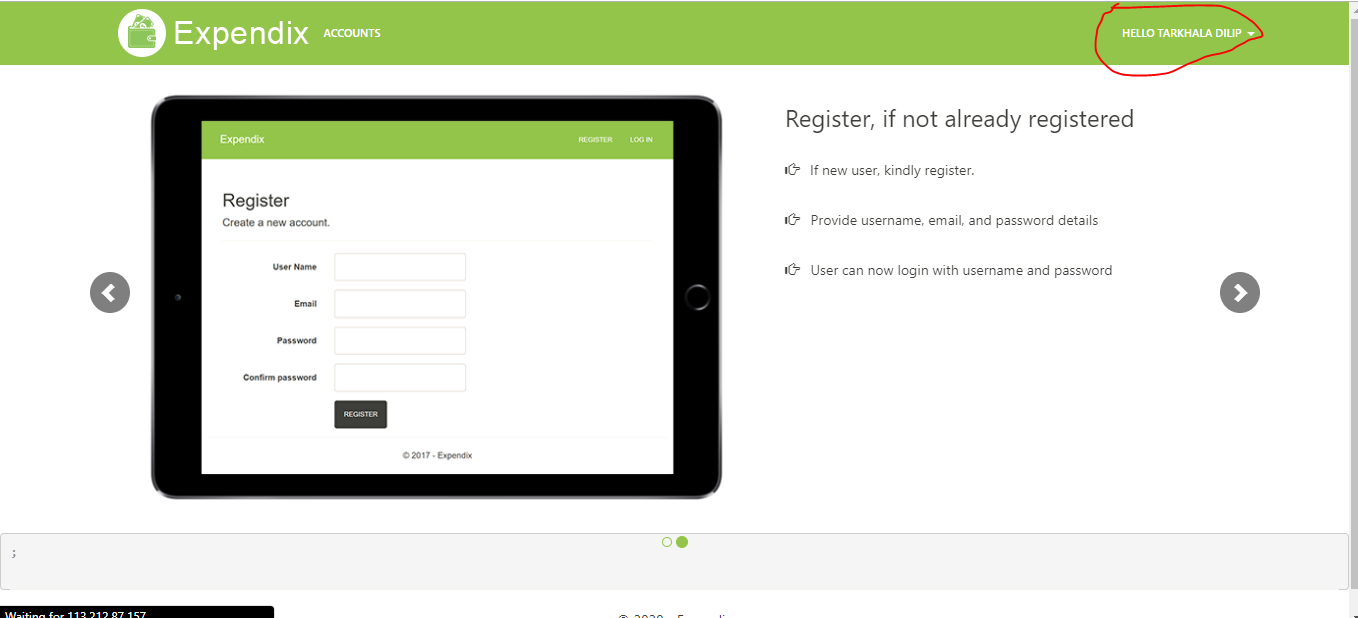 Expendix ACCOUNTS HELLO TARKHALA DILIP
Expendix REGISTER LOG IN
Register
Create a new account.
User Name
Email
Password
Confirm password
REGISTER
© 2017 - Expendix
Register, if not already registered
If new user, kindly register.
Provide username, email, and password details
User can now login with username and password
;
Waiting for 113.212.87.157